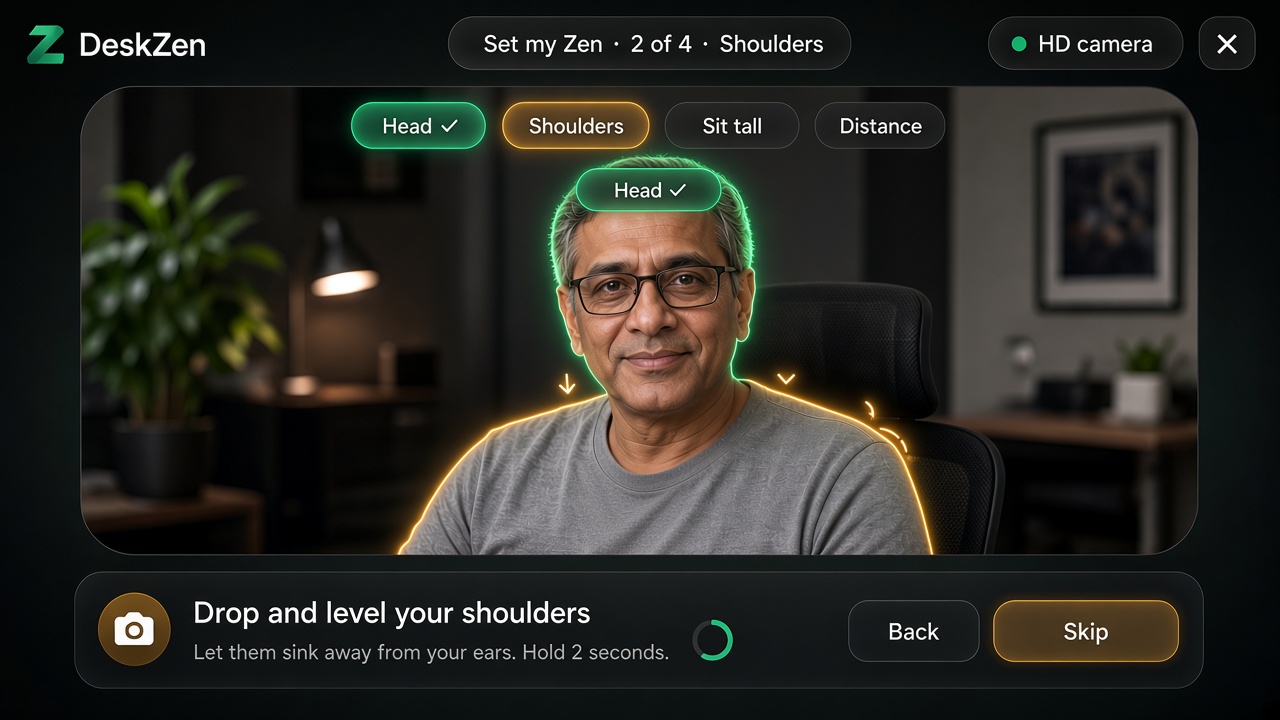 DeskZen
Set my Zen · 2 of 4 · Shoulders
HD camera
Head ✓
Shoulders
Sit tall
Distance
Head ✓
Drop and level your shoulders
Let them sink away from your ears. Hold 2 seconds.
Back
Skip